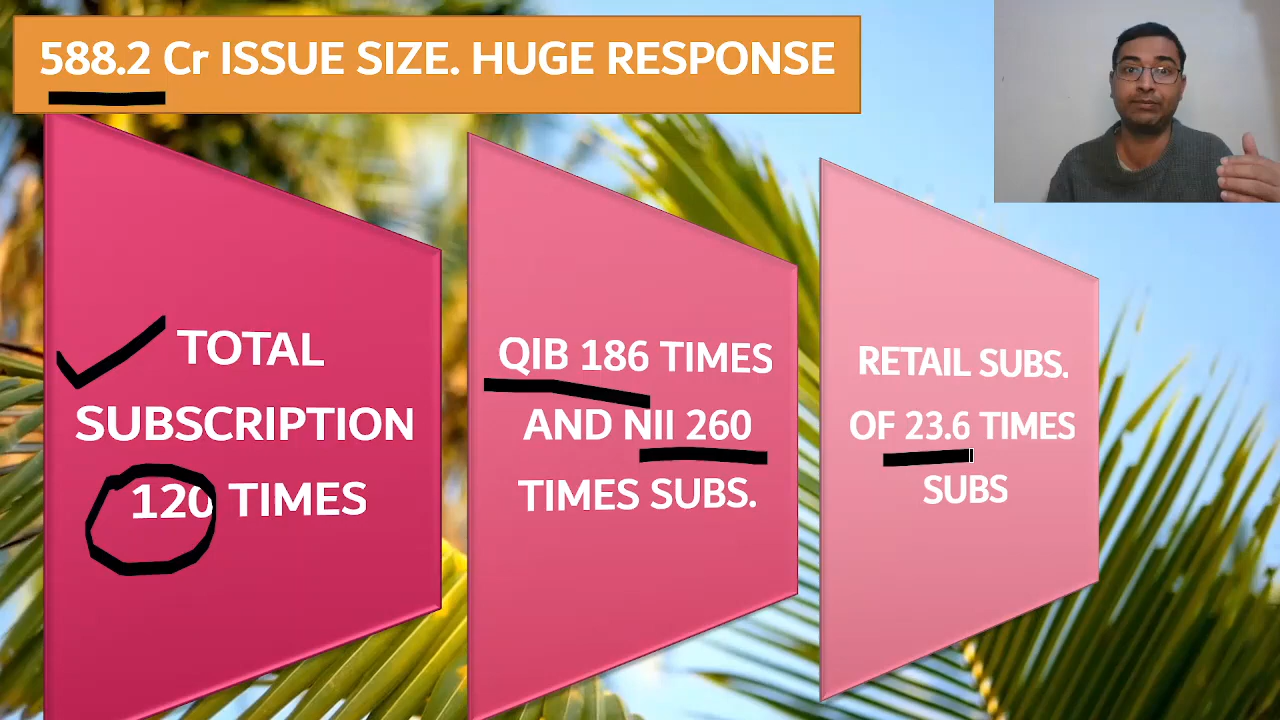 588.2 Cr ISSUE SIZE. HUGE RESPONSE
TOTAL
SUBSCRIPTION
120 TIMES
QIB 186 TIMES
AND NII 260
TIMES SUBS.
RETAIL SUBS.
OF 23.6 TIMES
SUBS